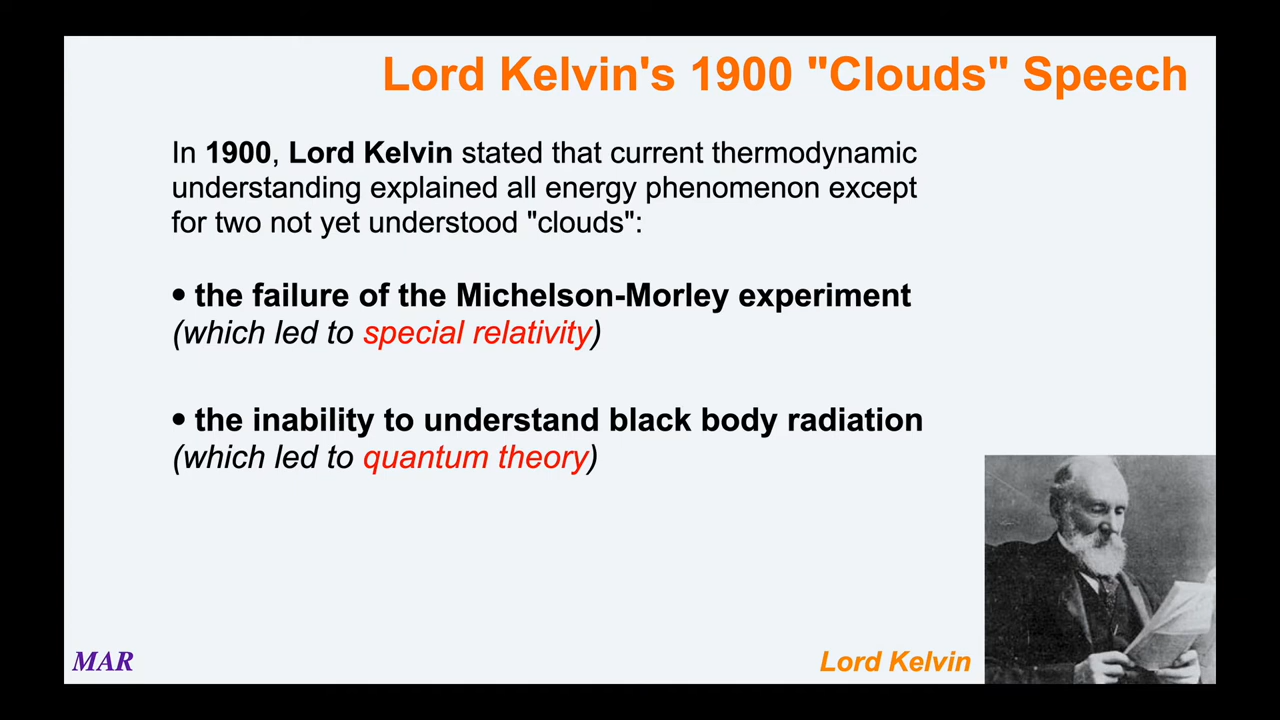 Lord Kelvin's 1900 "Clouds" Speech
In 1900, Lord Kelvin stated that current thermodynamic
understanding explained all energy phenomenon except
for two not yet understood "clouds":
• the failure of the Michelson-Morley experiment
(which led to special relativity)
• the inability to understand black body radiation
(which led to quantum theory)
MAR
Lord Kelvin